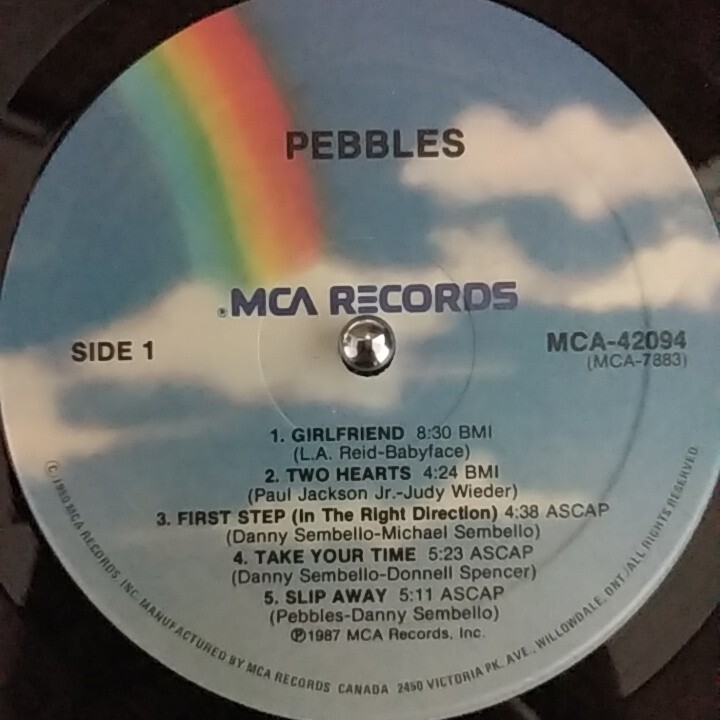 PEBBLES
® MCA RECORDS
SIDE 1
MCA-42094
(MCA-7883)
1. GIRLFRIEND 8:30 BMI
(L.A. Reid-Babyface)
2. TWO HEARTS 4:24 BMI
(Paul Jackson Jr.-Judy Wieder)
3. FIRST STEP (In The Right Direction) 4:38 ASCAP
(Danny Sembello-Michael Sembello)
4. TAKE YOUR TIME 5:23 ASCAP
(Danny Sembello-Donnell Spencer)
5. SLIP AWAY 5:11 ASCAP
(Pebbles-Danny Sembello)
℗1987 MCA Records, Inc.
© 1980 MCA RECORDS, INC. MANUFACTURED BY MCA RECORDS CANADA 2450 VICTORIA PK. AVE., WILLOWDALE, ONT./ALL RIGHTS RESERVED